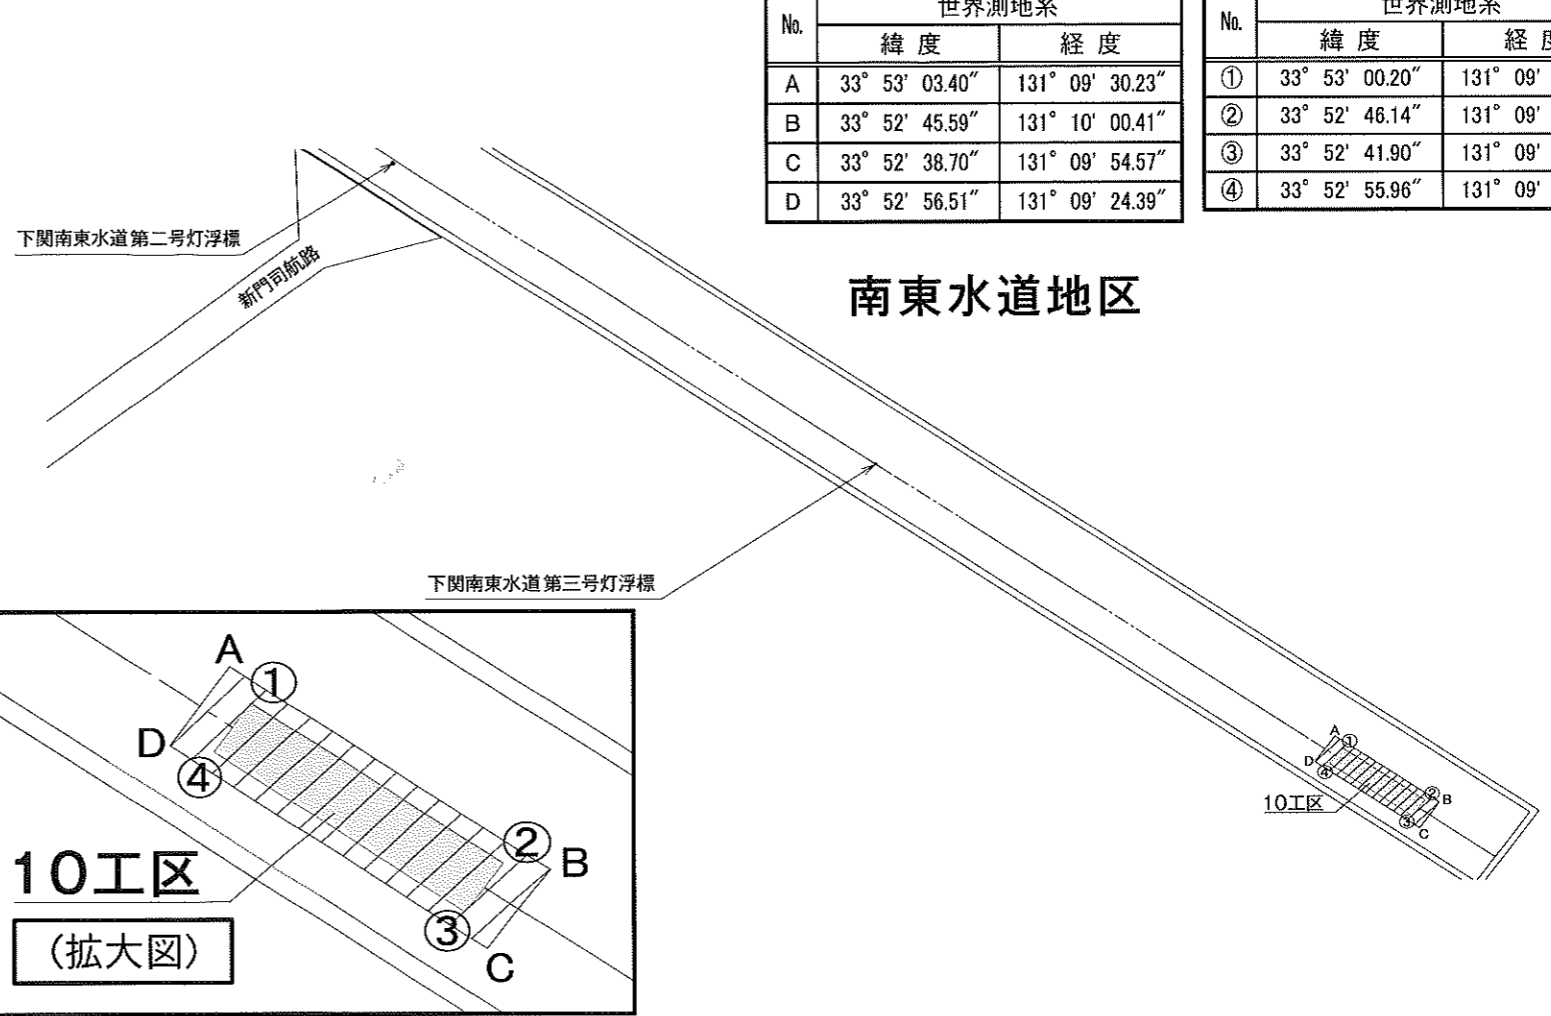 No. 世界測地系
緯度 経度
A 33° 53' 03.40″ 131° 09' 30.23″
B 33° 52' 45.59″ 131° 10' 00.41″
C 33° 52' 38.70″ 131° 09' 54.57″
D 33° 52' 56.51″ 131° 09' 24.39″
No. 世界測地系
緯度 経度
① 33° 53' 00.20″ 131° 09'
② 33° 52' 46.14″ 131° 09'
③ 33° 52' 41.90″ 131° 09'
④ 33° 52' 55.96″ 131° 09'
下関南東水道第二号灯浮標
新門司航路
南東水道地区
下関南東水道第三号灯浮標
A
①
D
④
②
B
10工区
③
C
A
①
D
④
②
B
10工区
③
C
(拡大図)